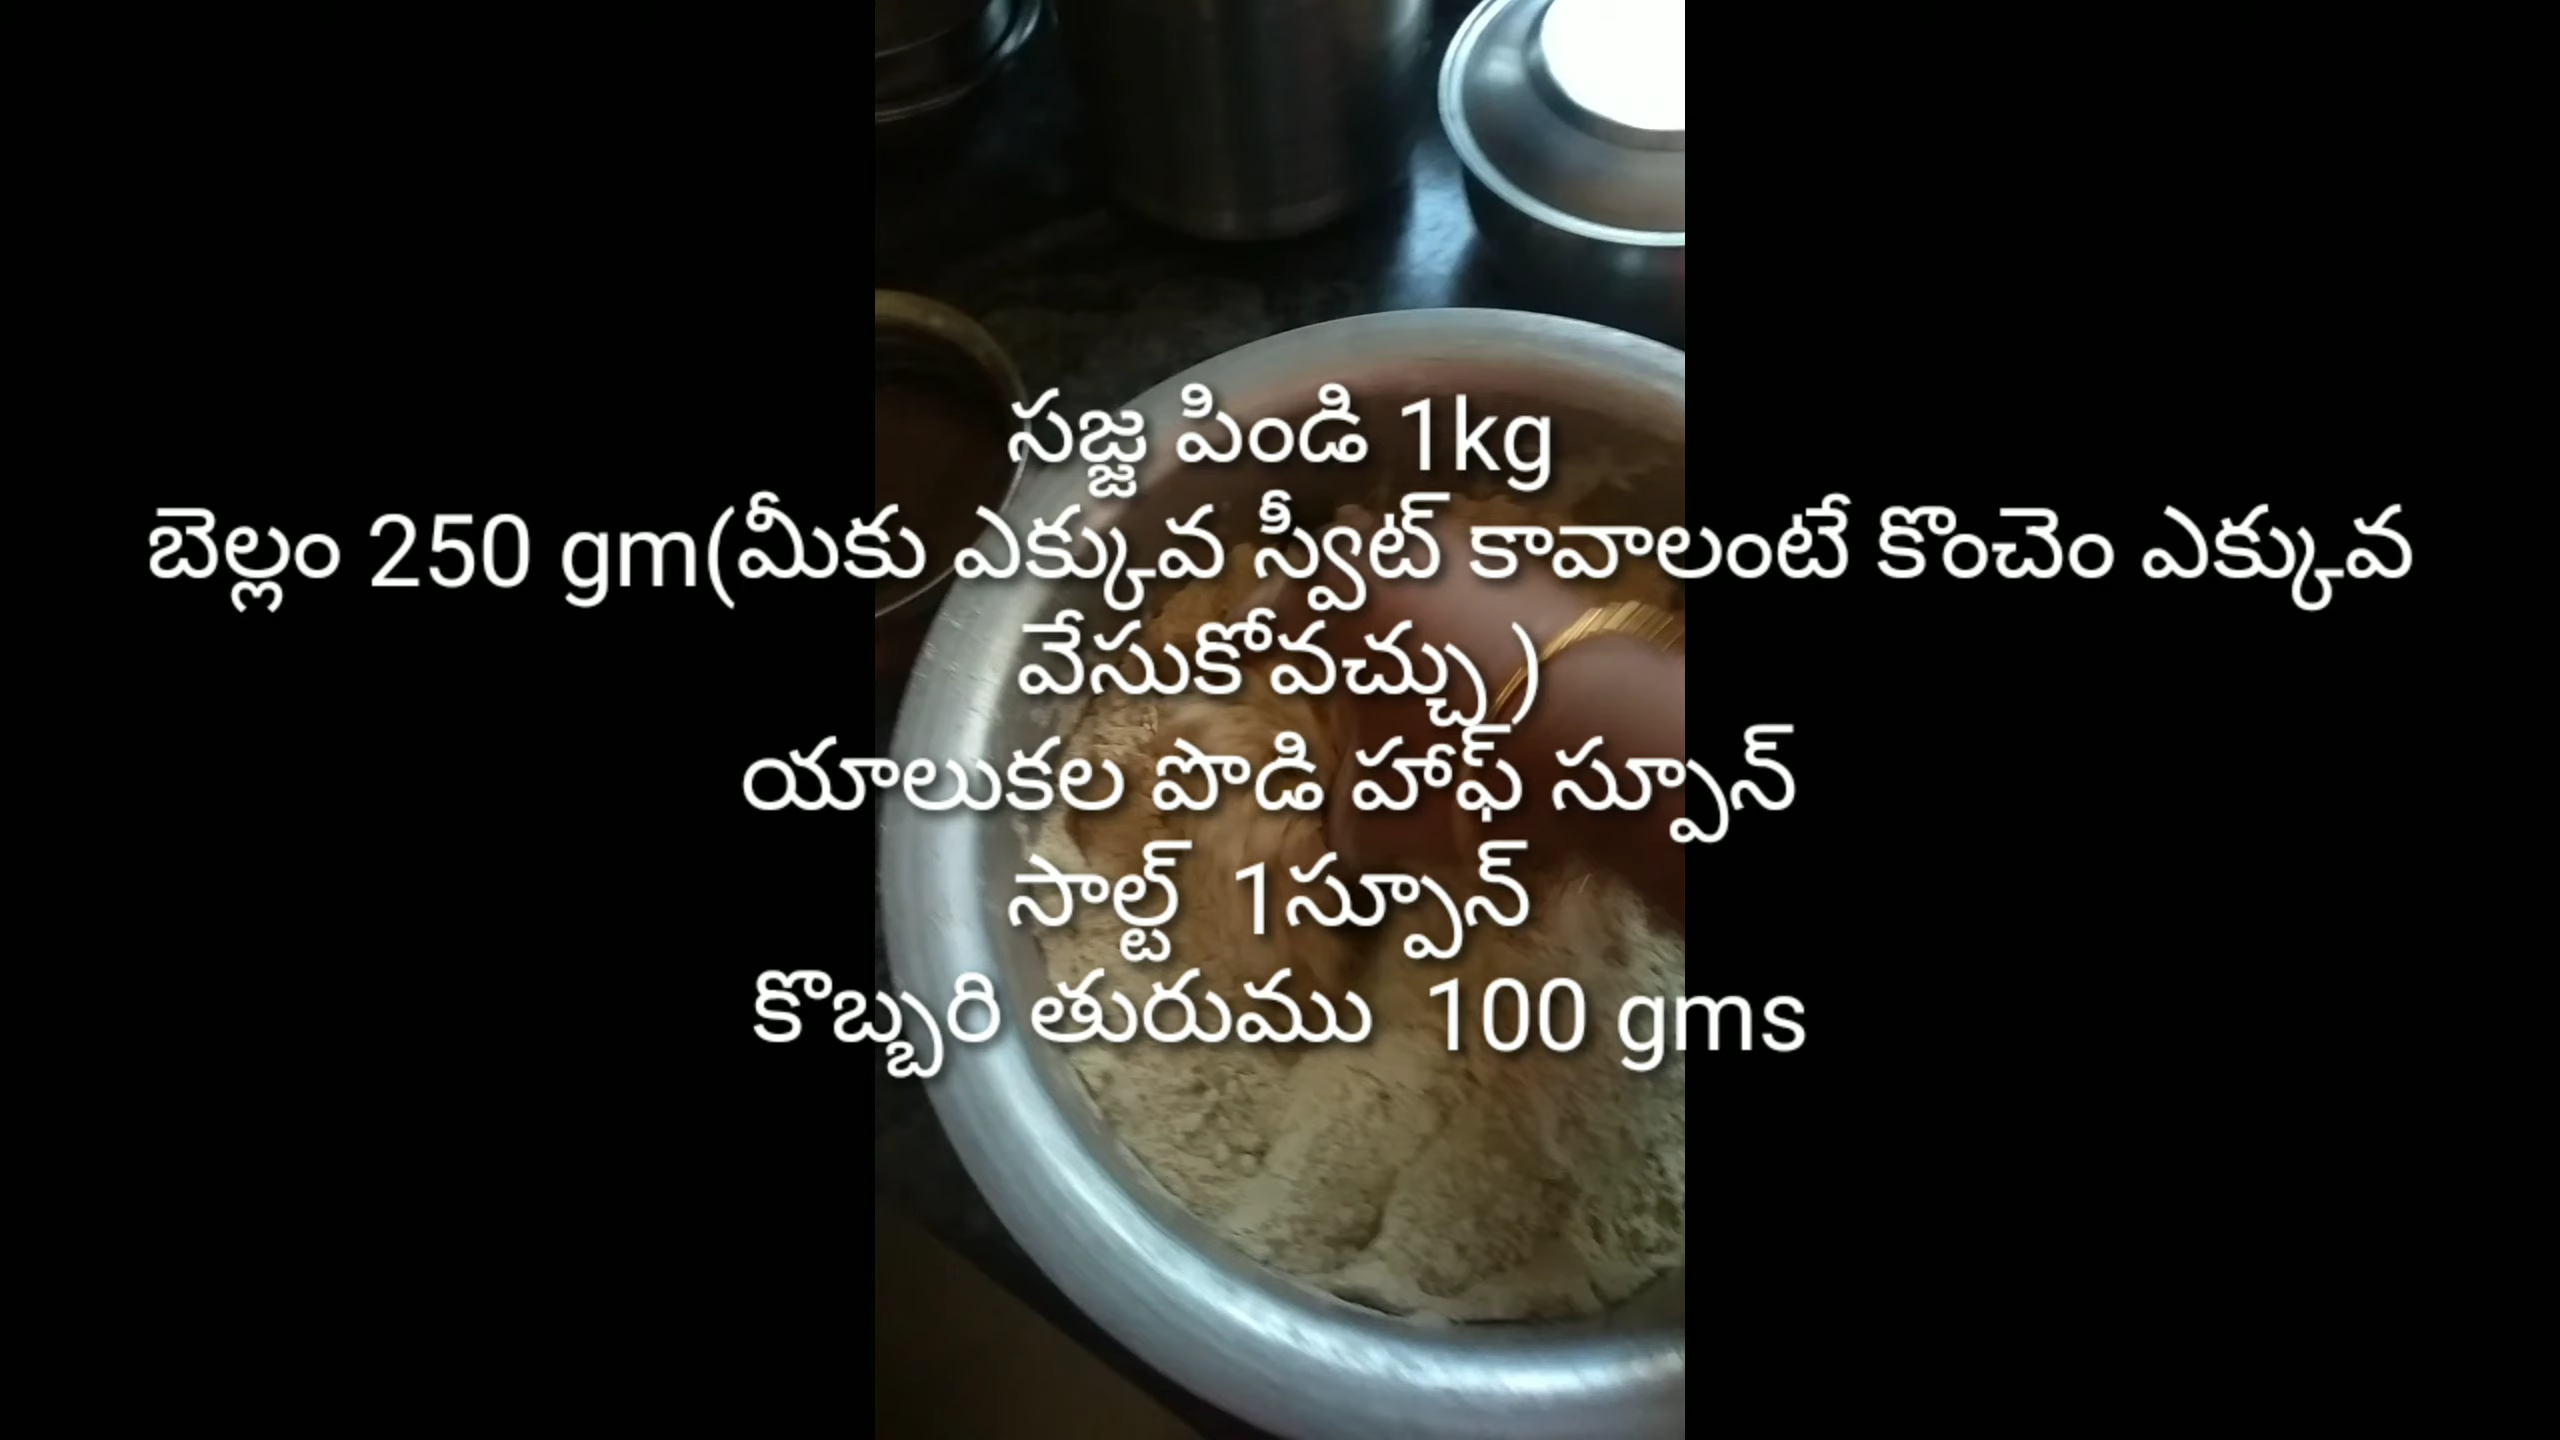 సజ్జ పిండి 1kg
బెల్లం 250 gm(మీకు ఎక్కువ స్వీట్ కావాలంటే కొంచెం ఎక్కువ
వేసుకోవచ్చు )
యాలుకల పొడి హాఫ్ స్పూన్
సాల్ట్  1స్పూన్
కొబ్బరి తురుము  100 gms